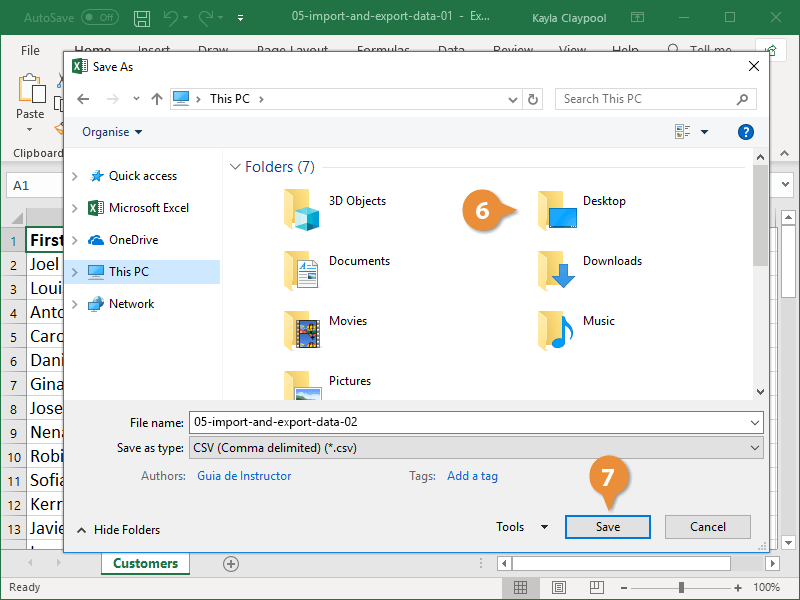 AutoSave Off 05-import-and-export-data-01 - Ex... Kayla Claypool
File Home Insert Draw Page Layout Formulas Data Review View Help Tell me
Save As
Paste
Clipboard
This PC
Search This PC
Organise
?
A1
Quick access
Microsoft Excel
OneDrive
This PC
Network
Folders (7)
3D Objects
6
Desktop
Documents
Downloads
Movies
Music
Pictures
1 First
2 Joel
3 Loui
4 Anto
5 Caro
6 Dani
7 Gina
8 Jose
9 Nena
10 Robi
11 Sofia
12 Kerr
13 Javie
File name: 05-import-and-export-data-02
Save as type: CSV (Comma delimited) (*.csv)
Authors: Guia de Instructor Tags: Add a tag
7
Hide Folders Tools Save Cancel
Customers
Ready 100%